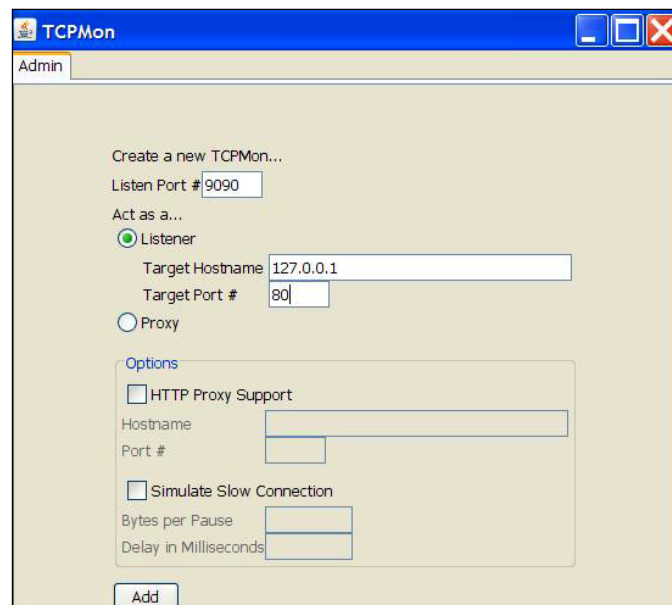 TCPMon
Admin
Create a new TCPMon...
Listen Port # 9090
Act as a...
Listener
Target Hostname 127.0.0.1
Target Port # 80
Proxy
Options
HTTP Proxy Support
Hostname
Port #
Simulate Slow Connection
Bytes per Pause
Delay in Milliseconds
Add